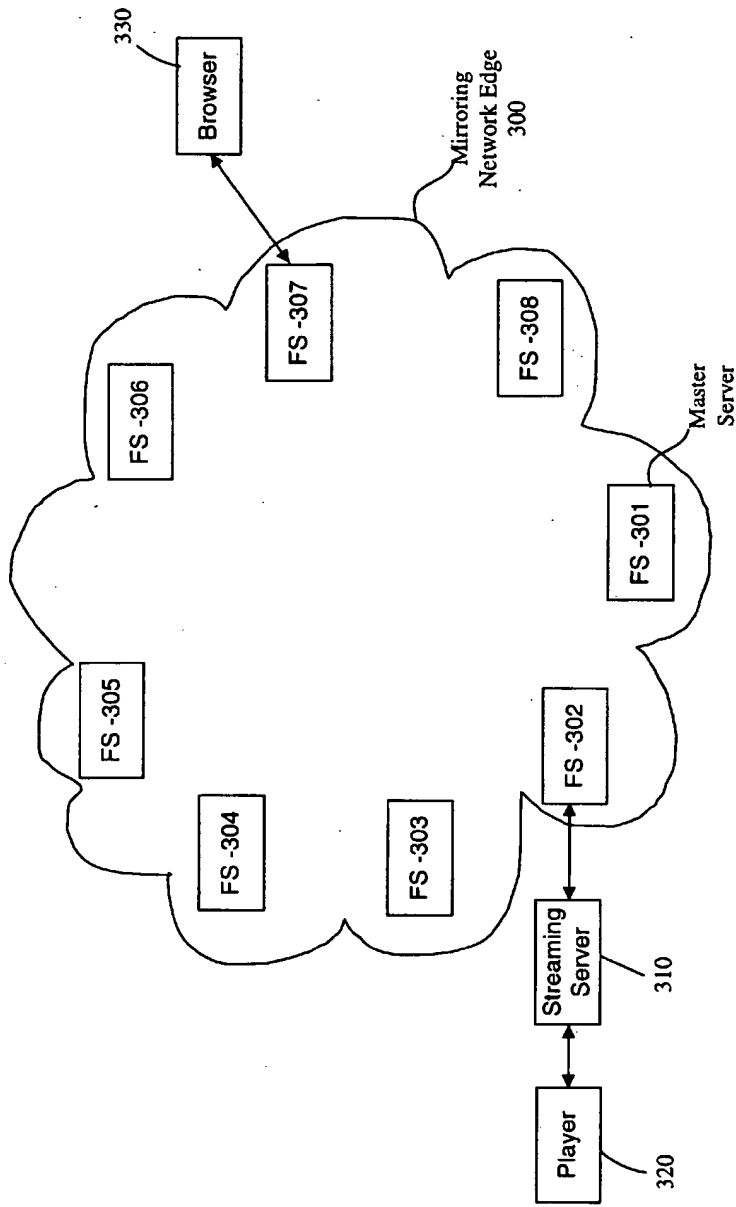 330
Browser
Mirroring
Network Edge
300
FS -306
FS -307
FS -308
FS -305
FS -304
FS -303
FS -302
FS -301
Master
Server
Streaming
Server
310
Player
320